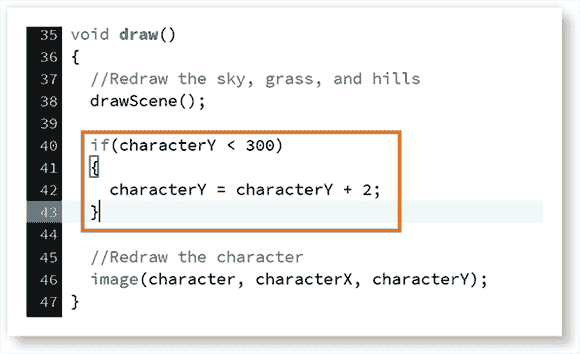 35 void draw()
36 {
37 //Redraw the sky, grass, and hills
38 drawScene();
39
40 if(characterY < 300)
41 {
42 characterY = characterY + 2;
43 }
44
45 //Redraw the character
46 image(character, characterX, characterY);
47 }